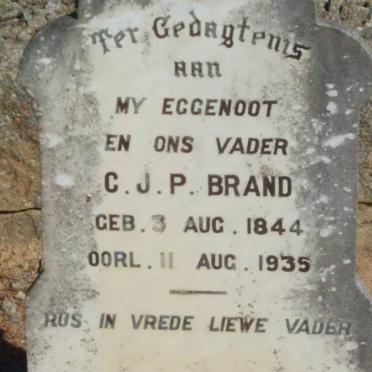 Ter Gedagtenis
aan
MY EGGENOOT
EN ONS VADER
C.J.P. BRAND
GEB. 3 AUG. 1844
OORL. 11 AUG. 1935
RUS IN VREDE LIEWE VADER